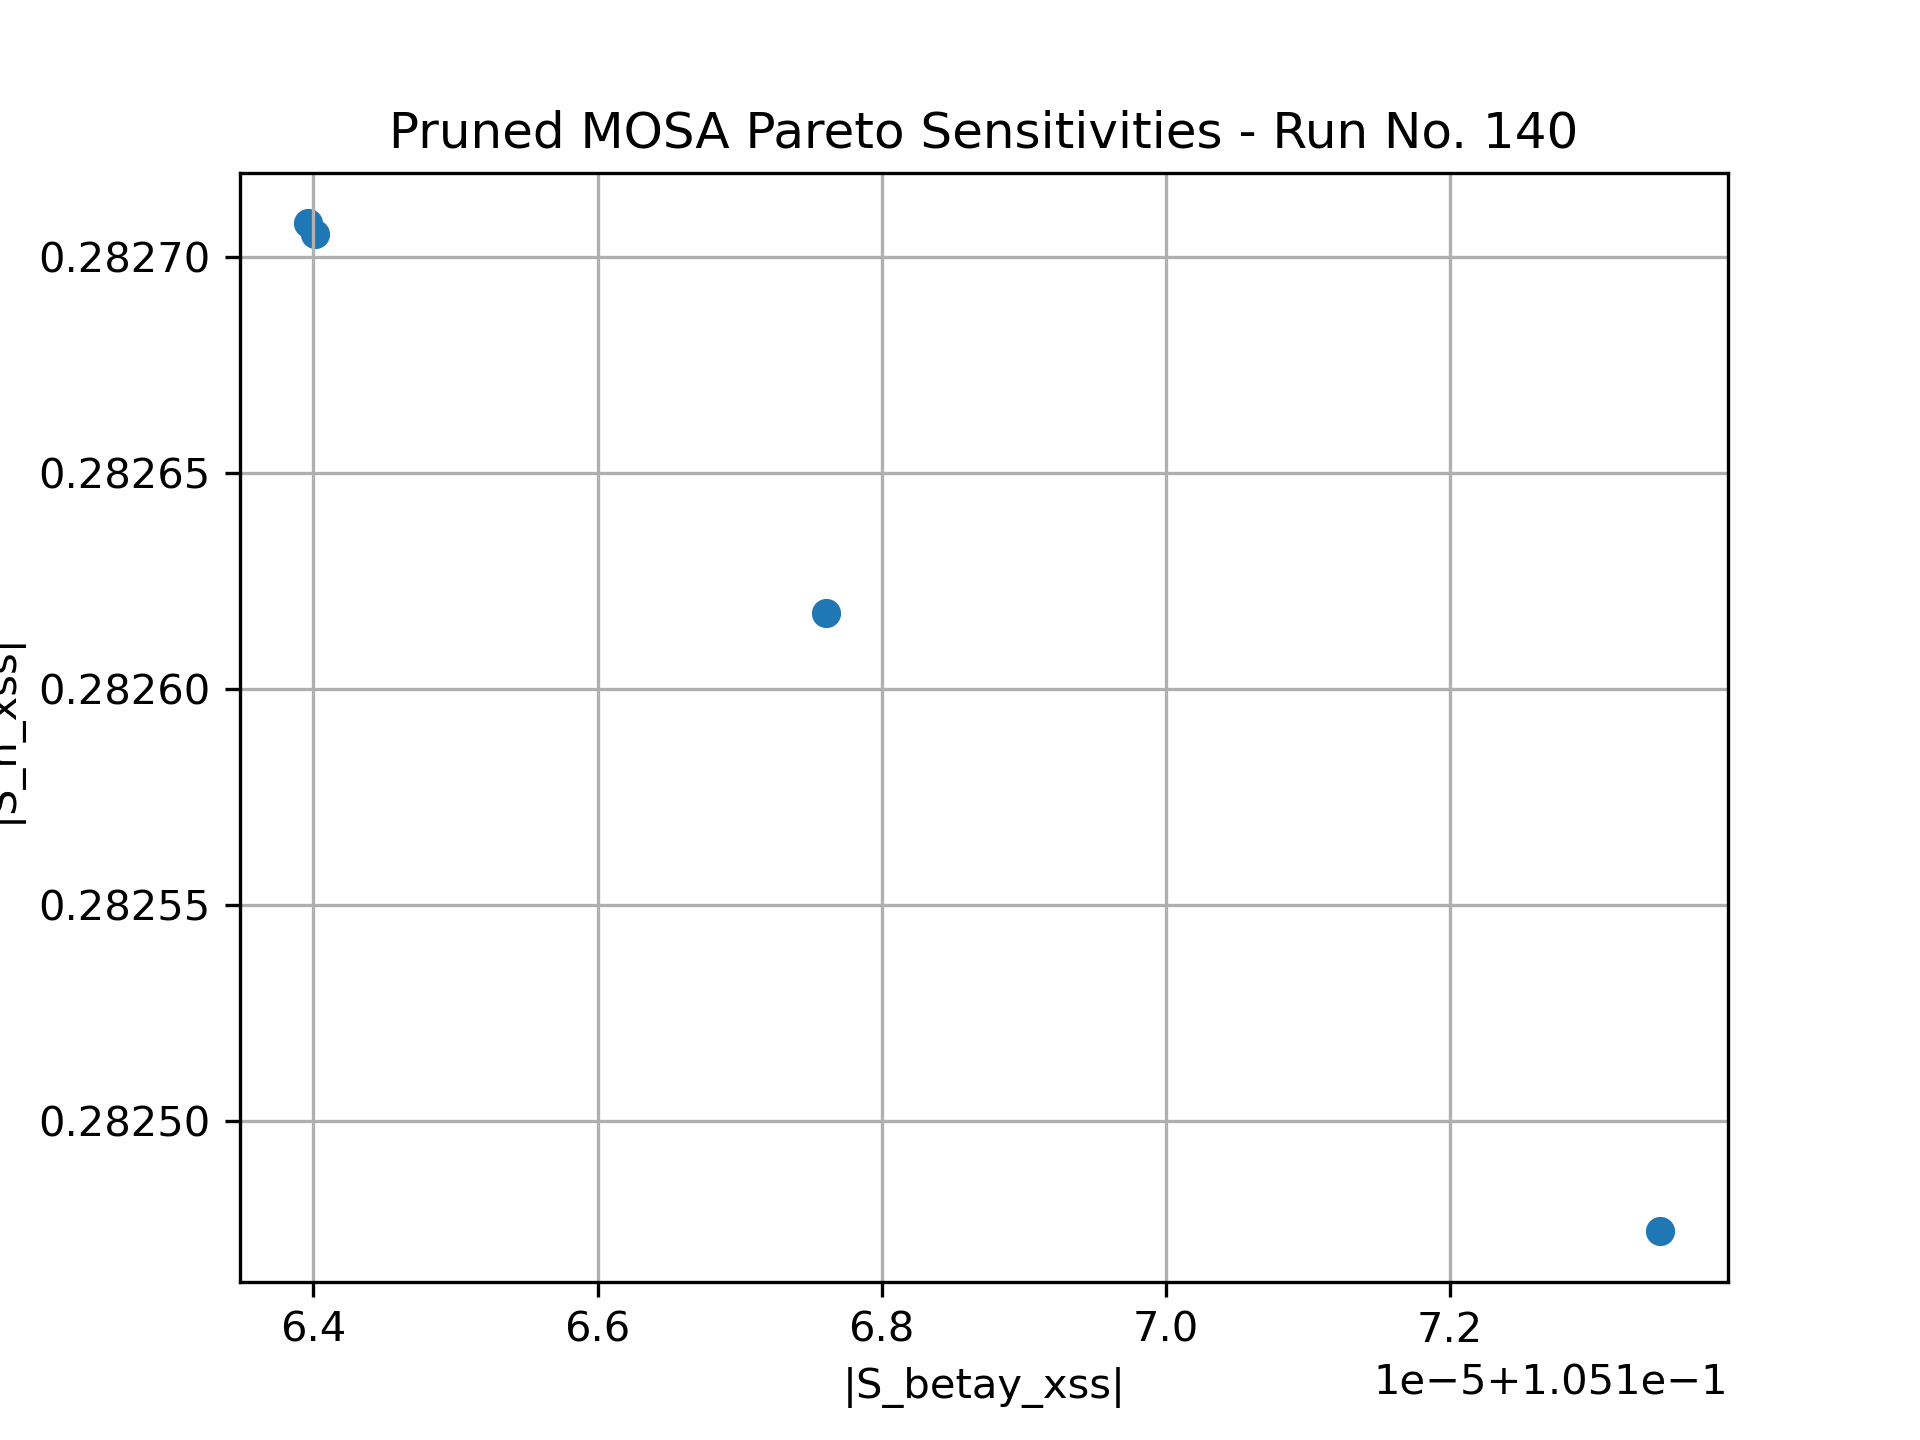 Pruned MOSA Pareto Sensitivities - Run No. 140
0.28270
0.28265
0.28260
0.28255
0.28250
6.4 6.6 6.8 7.0 7.2
1e−5+1.051e−1
|S_betay_xss|